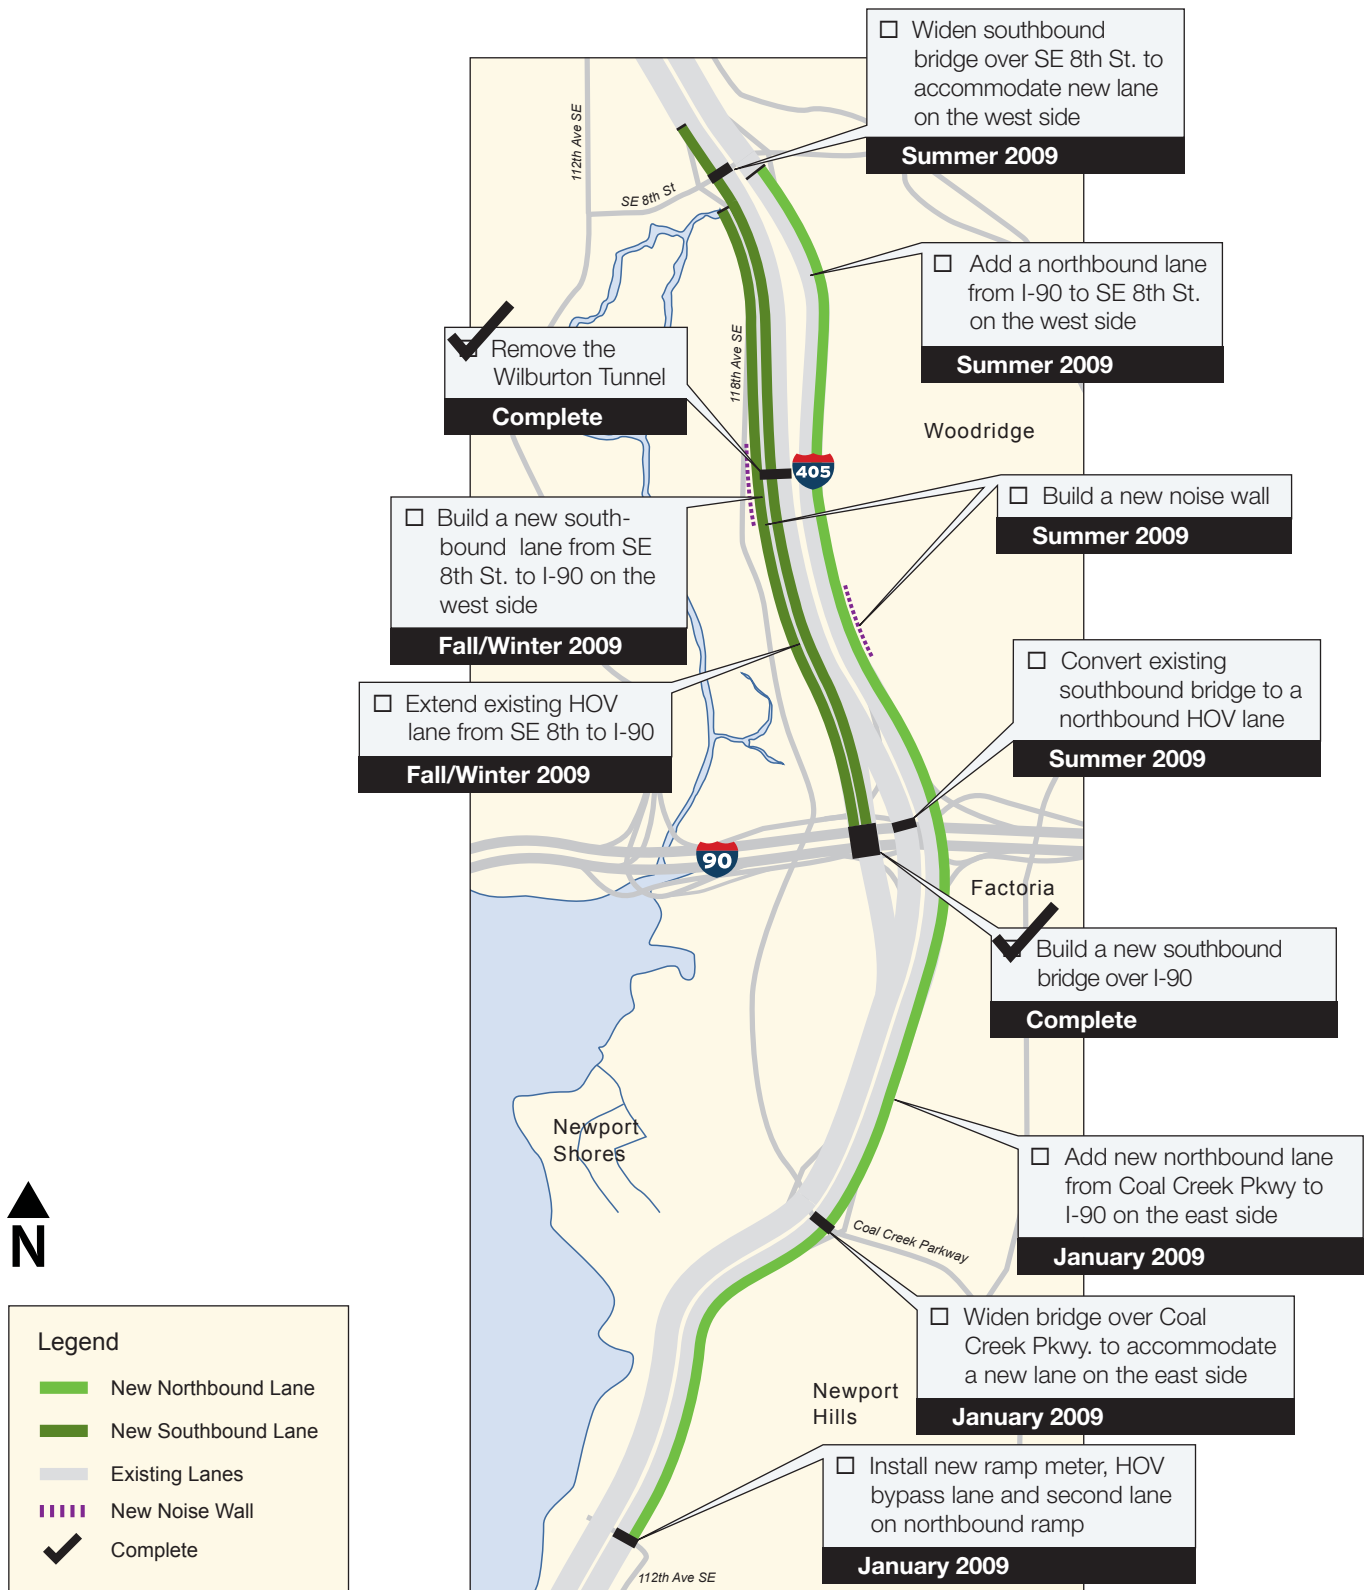 Widen southbound
bridge over SE 8th St. to
accommodate new lane
on the west side
Summer 2009
112th Ave SE
SE 8th St
Add a northbound lane
from I-90 to SE 8th St.
on the west side
Summer 2009
Remove the
Wilburton Tunnel
Complete
118th Ave SE
Woodridge
405
Build a new noise wall
Summer 2009
Build a new south-
bound lane from SE
8th St. to I-90 on the
west side
Fall/Winter 2009
Convert existing
southbound bridge to a
northbound HOV lane
Summer 2009
Extend existing HOV
lane from SE 8th to I-90
Fall/Winter 2009
90
Factoria
Build a new southbound
bridge over I-90
Complete
Newport
Shores
Add new northbound lane
from Coal Creek Pkwy to
I-90 on the east side
January 2009
Coal Creek Parkway
N
Widen bridge over Coal
Creek Pkwy. to accommodate
a new lane on the east side
January 2009
Newport
Hills
Install new ramp meter, HOV
bypass lane and second lane
on northbound ramp
January 2009
112th Ave SE
Legend
New Northbound Lane
New Southbound Lane
Existing Lanes
New Noise Wall
Complete